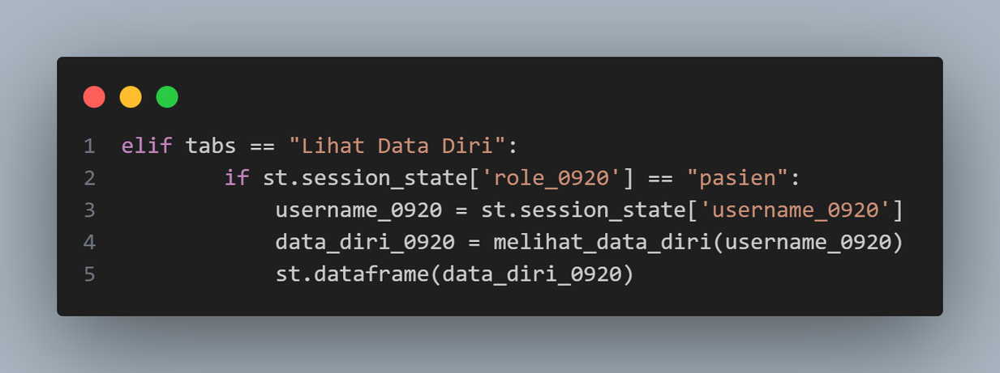 1 elif tabs == "Lihat Data Diri":
2         if st.session_state['role_0920'] == "pasien":
3             username_0920 = st.session_state['username_0920']
4             data_diri_0920 = melihat_data_diri(username_0920)
5             st.dataframe(data_diri_0920)